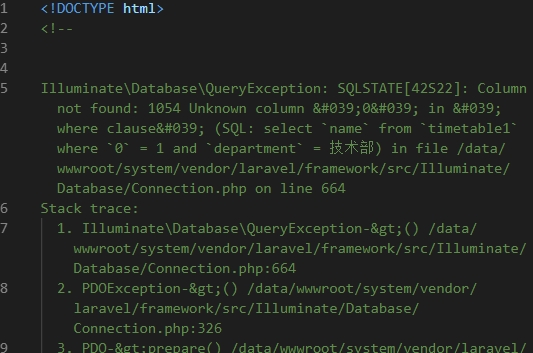 1 <!DOCTYPE html>
2 <!--
3
4
5 Illuminate\Database\QueryException: SQLSTATE[42S22]: Column
not found: 1054 Unknown column &#039;0&#039; in &#039;
where clause&#039; (SQL: select `name` from `timetable1`
where `0` = 1 and `department` = 技术部) in file /data/
wwwroot/system/vendor/laravel/framework/src/Illuminate/
Database/Connection.php on line 664
6 Stack trace:
7 1. Illuminate\Database\QueryException-&gt;() /data/
wwwroot/system/vendor/laravel/framework/src/Illuminate/
Database/Connection.php:664
8 2. PDOException-&gt;() /data/wwwroot/system/vendor/
laravel/framework/src/Illuminate/Database/
Connection.php:326
9 3. PDO-&gt;prepare() /data/wwwroot/system/vendor/laravel/